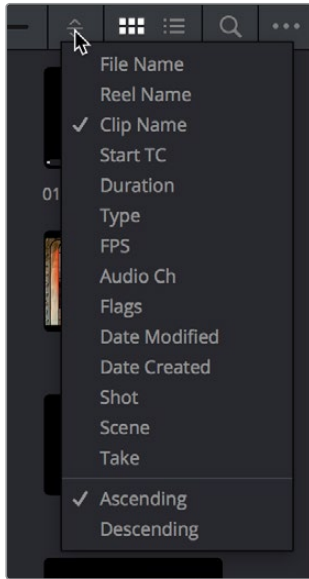 File Name
Reel Name
✓ Clip Name
Start TC
Duration
Type
FPS
Audio Ch
Flags
Date Modified
Date Created
01
Shot
Scene
Take
✓ Ascending
Descending